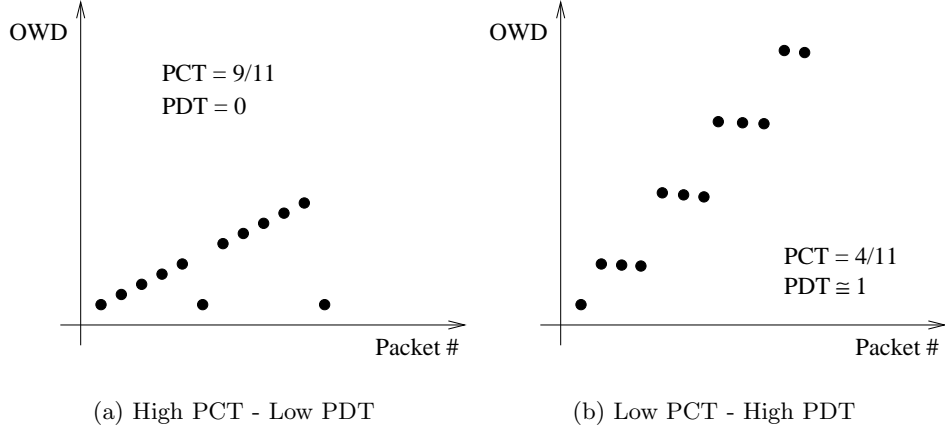 OWD
PCT = 9/11
PDT = 0
Packet #
(a) High PCT - Low PDT
OWD
PCT = 4/11
PDT ≅ 1
Packet #
(b) Low PCT - High PDT